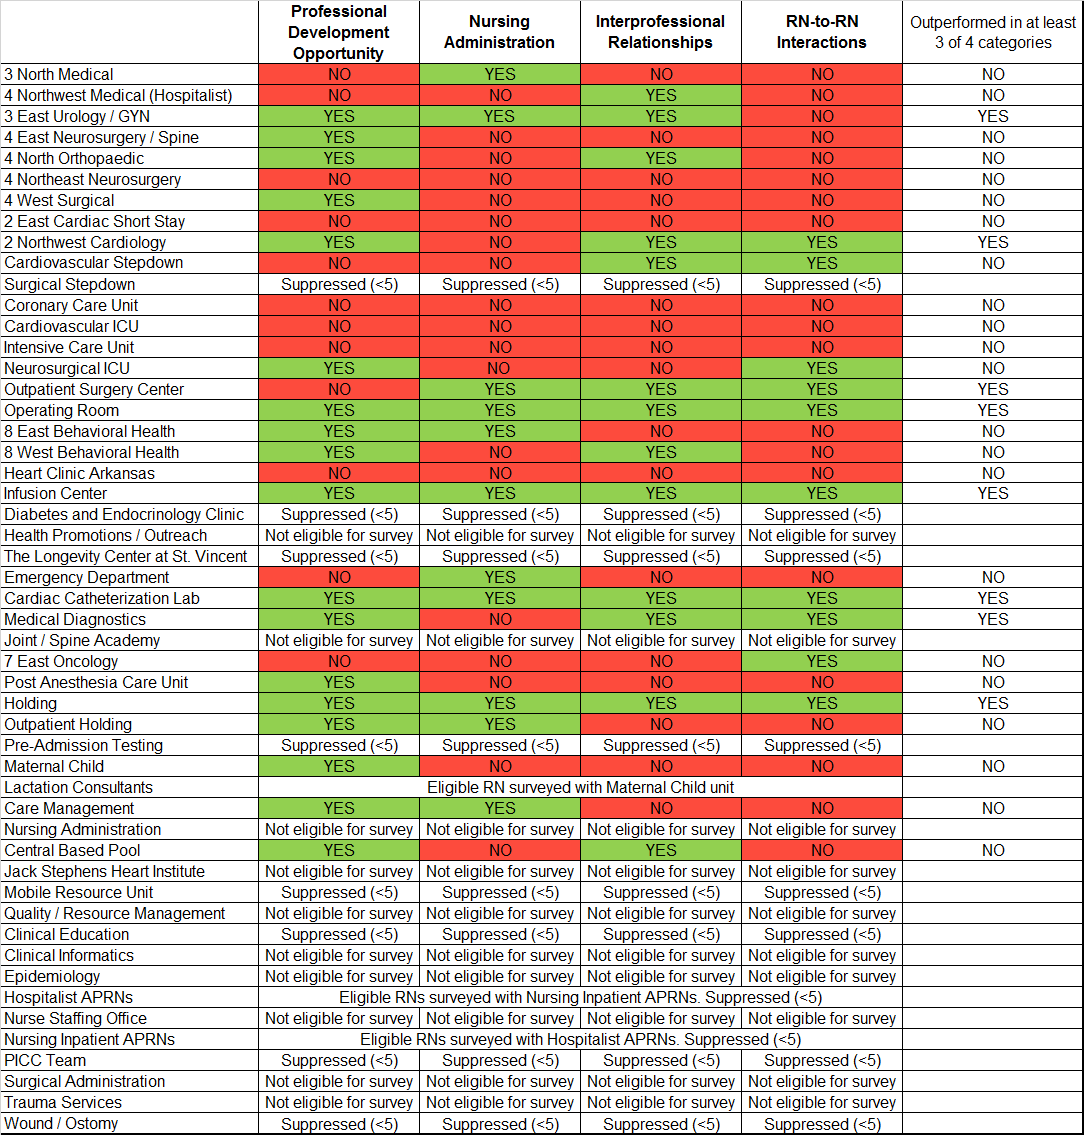 Professional Development Opportunity | Nursing Administration | Interprofessional Relationships | RN-to-RN Interactions | Outperformed in at least 3 of 4 categories
3 North Medical | NO | YES | NO | NO | NO
4 Northwest Medical (Hospitalist) | NO | NO | YES | NO | NO
3 East Urology / GYN | YES | YES | YES | NO | YES
4 East Neurosurgery / Spine | YES | NO | NO | NO | NO
4 North Orthopaedic | YES | NO | YES | NO | NO
4 Northeast Neurosurgery | NO | NO | NO | NO | NO
4 West Surgical | YES | NO | NO | NO | NO
2 East Cardiac Short Stay | NO | NO | NO | NO | NO
2 Northwest Cardiology | YES | NO | YES | YES | YES
Cardiovascular Stepdown | NO | NO | YES | YES | NO
Surgical Stepdown | Suppressed (<5) | Suppressed (<5) | Suppressed (<5) | Suppressed (<5)
Coronary Care Unit | NO | NO | NO | NO | NO
Cardiovascular ICU | NO | NO | NO | NO | NO
Intensive Care Unit | NO | NO | NO | NO | NO
Neurosurgical ICU | YES | NO | NO | YES | NO
Outpatient Surgery Center | NO | YES | YES | YES | YES
Operating Room | YES | YES | YES | YES | YES
8 East Behavioral Health | YES | YES | NO | NO | NO
8 West Behavioral Health | YES | NO | YES | NO | NO
Heart Clinic Arkansas | NO | NO | NO | NO | NO
Infusion Center | YES | YES | YES | YES | YES
Diabetes and Endocrinology Clinic | Suppressed (<5) | Suppressed (<5) | Suppressed (<5) | Suppressed (<5)
Health Promotions / Outreach | Not eligible for survey | Not eligible for survey | Not eligible for survey | Not eligible for survey
The Longevity Center at St. Vincent | Suppressed (<5) | Suppressed (<5) | Suppressed (<5) | Suppressed (<5)
Emergency Department | NO | YES | NO | NO | NO
Cardiac Catheterization Lab | YES | YES | YES | YES | YES
Medical Diagnostics | YES | NO | YES | YES | YES
Joint / Spine Academy | Not eligible for survey | Not eligible for survey | Not eligible for survey | Not eligible for survey
7 East Oncology | NO | NO | NO | YES | NO
Post Anesthesia Care Unit | YES | NO | NO | NO | NO
Holding | YES | YES | YES | YES | YES
Outpatient Holding | YES | YES | NO | NO | NO
Pre-Admission Testing | Suppressed (<5) | Suppressed (<5) | Suppressed (<5) | Suppressed (<5)
Maternal Child | YES | NO | NO | NO | NO
Lactation Consultants | Eligible RN surveyed with Maternal Child unit
Care Management | YES | YES | NO | NO | NO
Nursing Administration | Not eligible for survey | Not eligible for survey | Not eligible for survey | Not eligible for survey
Central Based Pool | YES | NO | YES | NO | NO
Jack Stephens Heart Institute | Not eligible for survey | Not eligible for survey | Not eligible for survey | Not eligible for survey
Mobile Resource Unit | Suppressed (<5) | Suppressed (<5) | Suppressed (<5) | Suppressed (<5)
Quality / Resource Management | Not eligible for survey | Not eligible for survey | Not eligible for survey | Not eligible for survey
Clinical Education | Suppressed (<5) | Suppressed (<5) | Suppressed (<5) | Suppressed (<5)
Clinical Informatics | Not eligible for survey | Not eligible for survey | Not eligible for survey | Not eligible for survey
Epidemiology | Not eligible for survey | Not eligible for survey | Not eligible for survey | Not eligible for survey
Hospitalist APRNs | Eligible RNs surveyed with Nursing Inpatient APRNs. Suppressed (<5)
Nurse Staffing Office | Not eligible for survey | Not eligible for survey | Not eligible for survey | Not eligible for survey
Nursing Inpatient APRNs | Eligible RNs surveyed with Hospitalist APRNs. Suppressed (<5)
PICC Team | Suppressed (<5) | Suppressed (<5) | Suppressed (<5) | Suppressed (<5)
Surgical Administration | Not eligible for survey | Not eligible for survey | Not eligible for survey | Not eligible for survey
Trauma Services | Not eligible for survey | Not eligible for survey | Not eligible for survey | Not eligible for survey
Wound / Ostomy | Suppressed (<5) | Suppressed (<5) | Suppressed (<5) | Suppressed (<5)